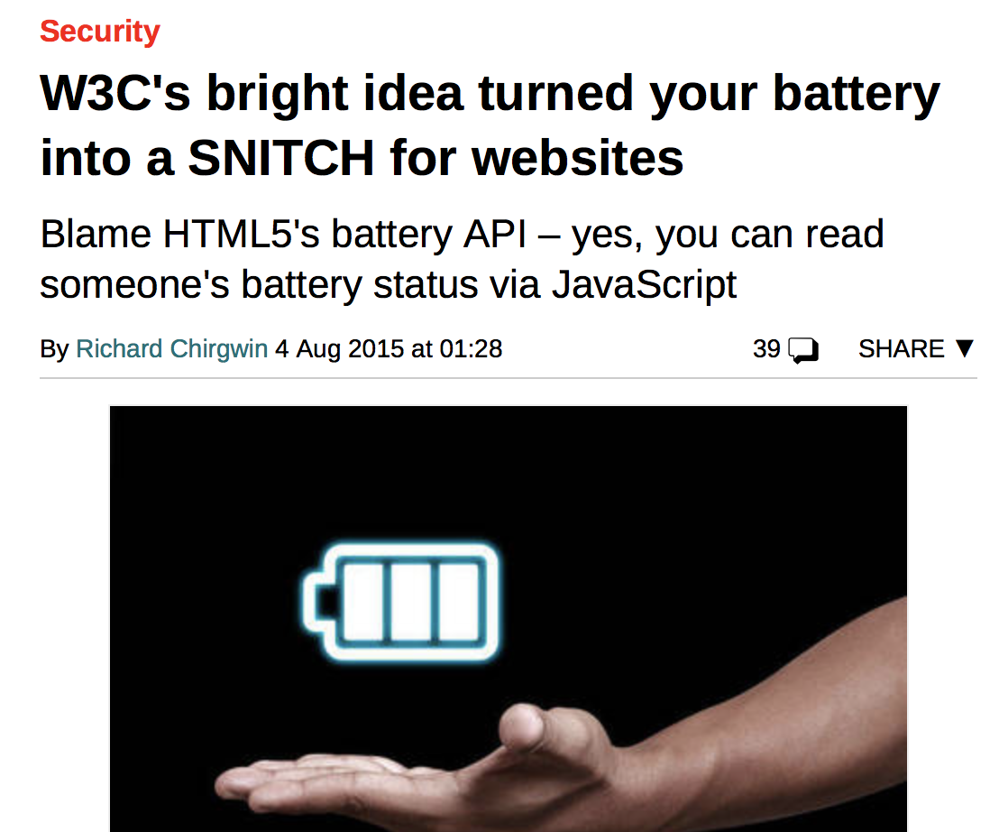 Security
W3C's bright idea turned your battery
into a SNITCH for websites
Blame HTML5's battery API – yes, you can read
someone's battery status via JavaScript
By Richard Chirgwin 4 Aug 2015 at 01:28 39 SHARE ▼